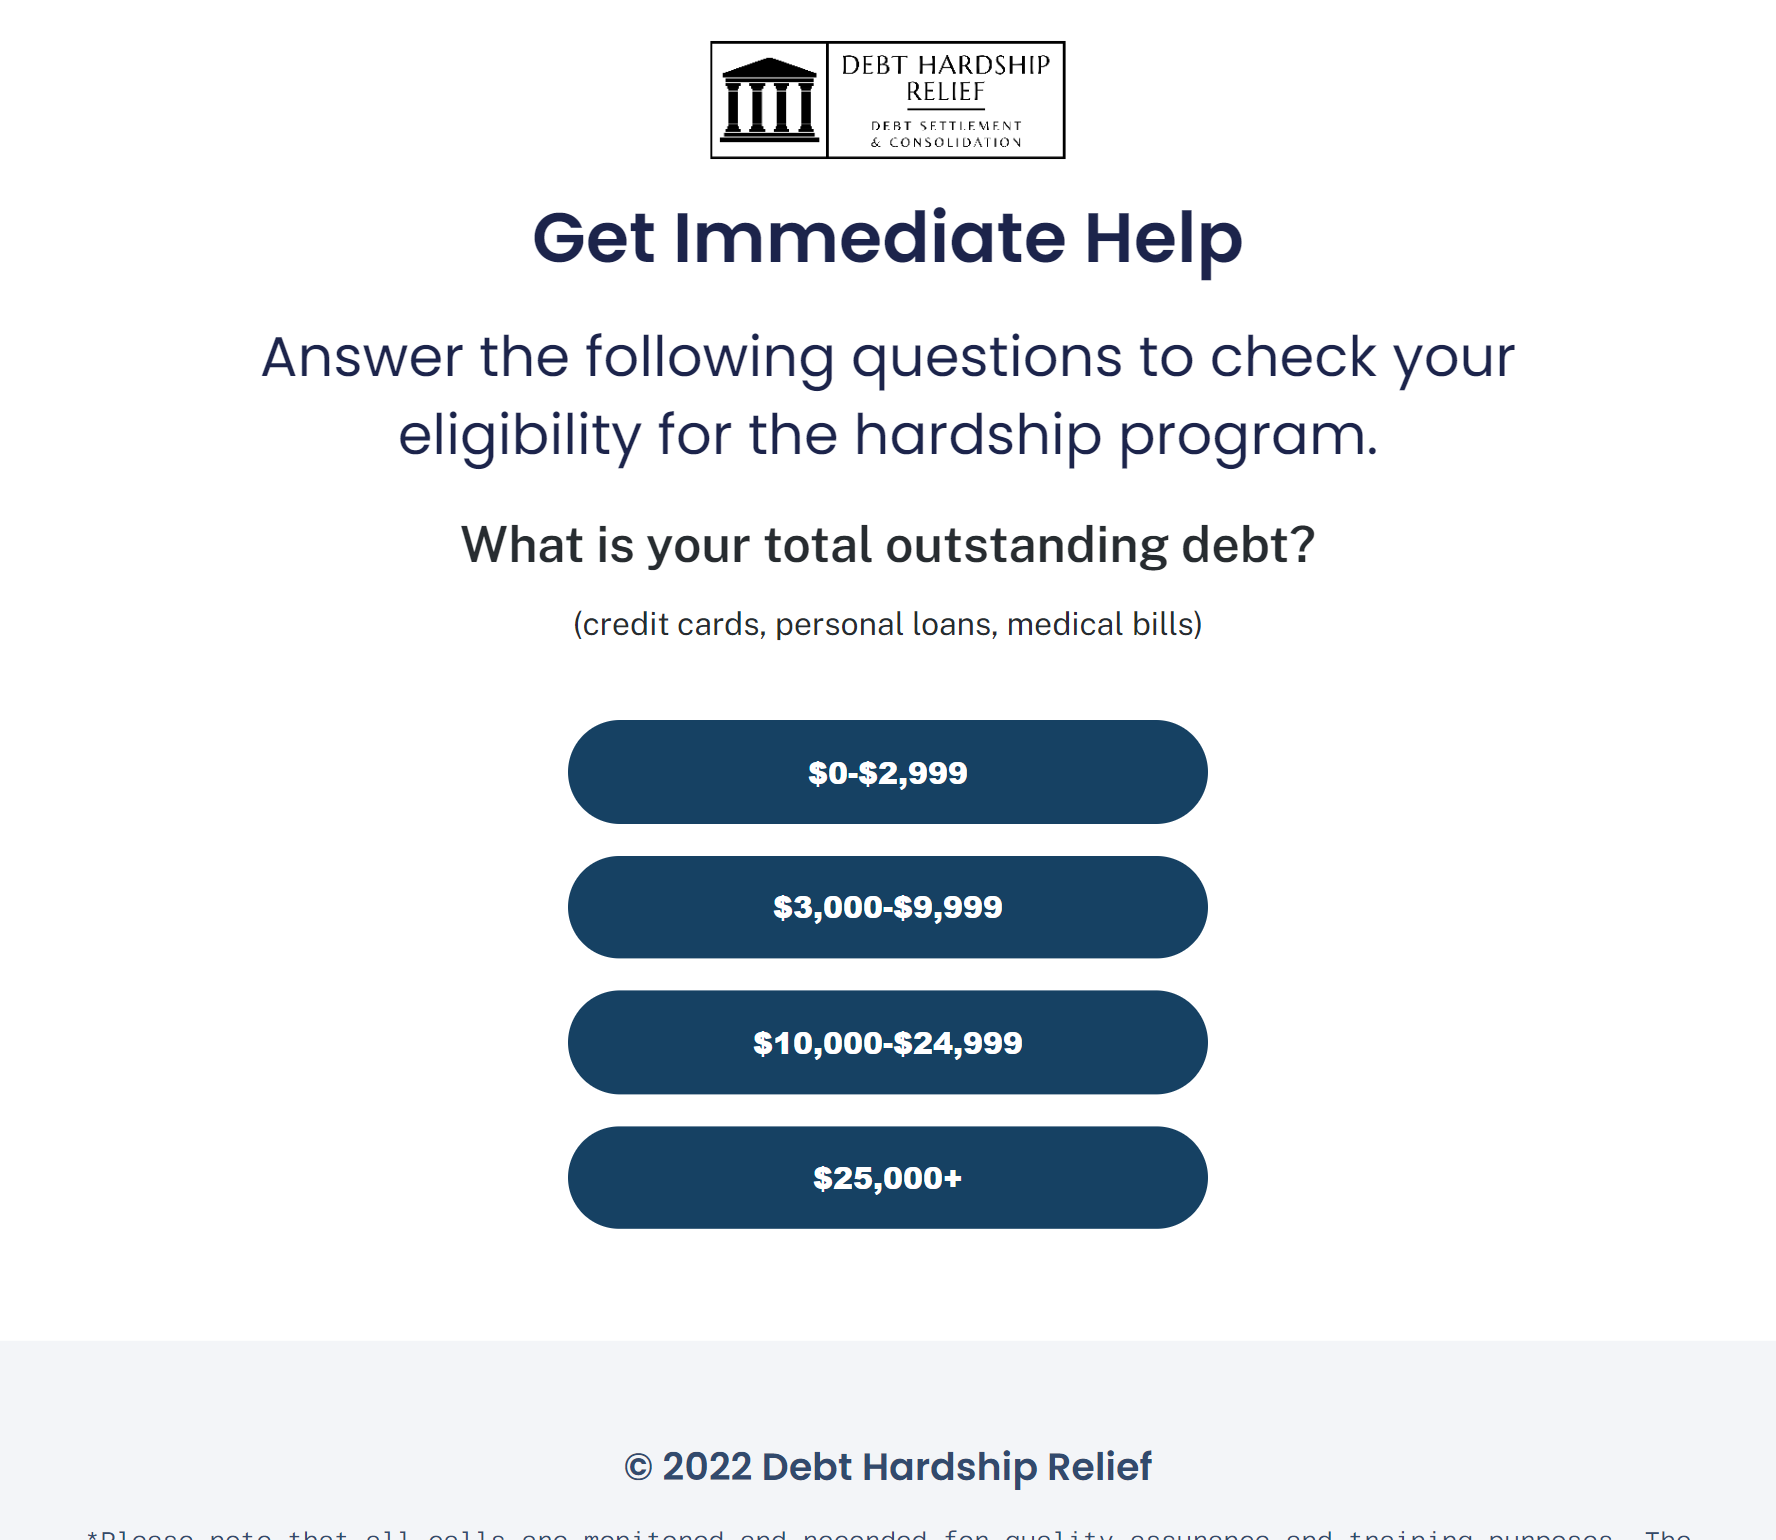 DEBT HARDSHIP
RELIEF
DEBT SETTLEMENT
& CONSOLIDATION
Get Immediate Help
Answer the following questions to check your
eligibility for the hardship program.
What is your total outstanding debt?
(credit cards, personal loans, medical bills)
$0-$2,999
$3,000-$9,999
$10,000-$24,999
$25,000+
© 2022 Debt Hardship Relief
*Please note that all calls are monitored and recorded for quality assurance and training purposes. The